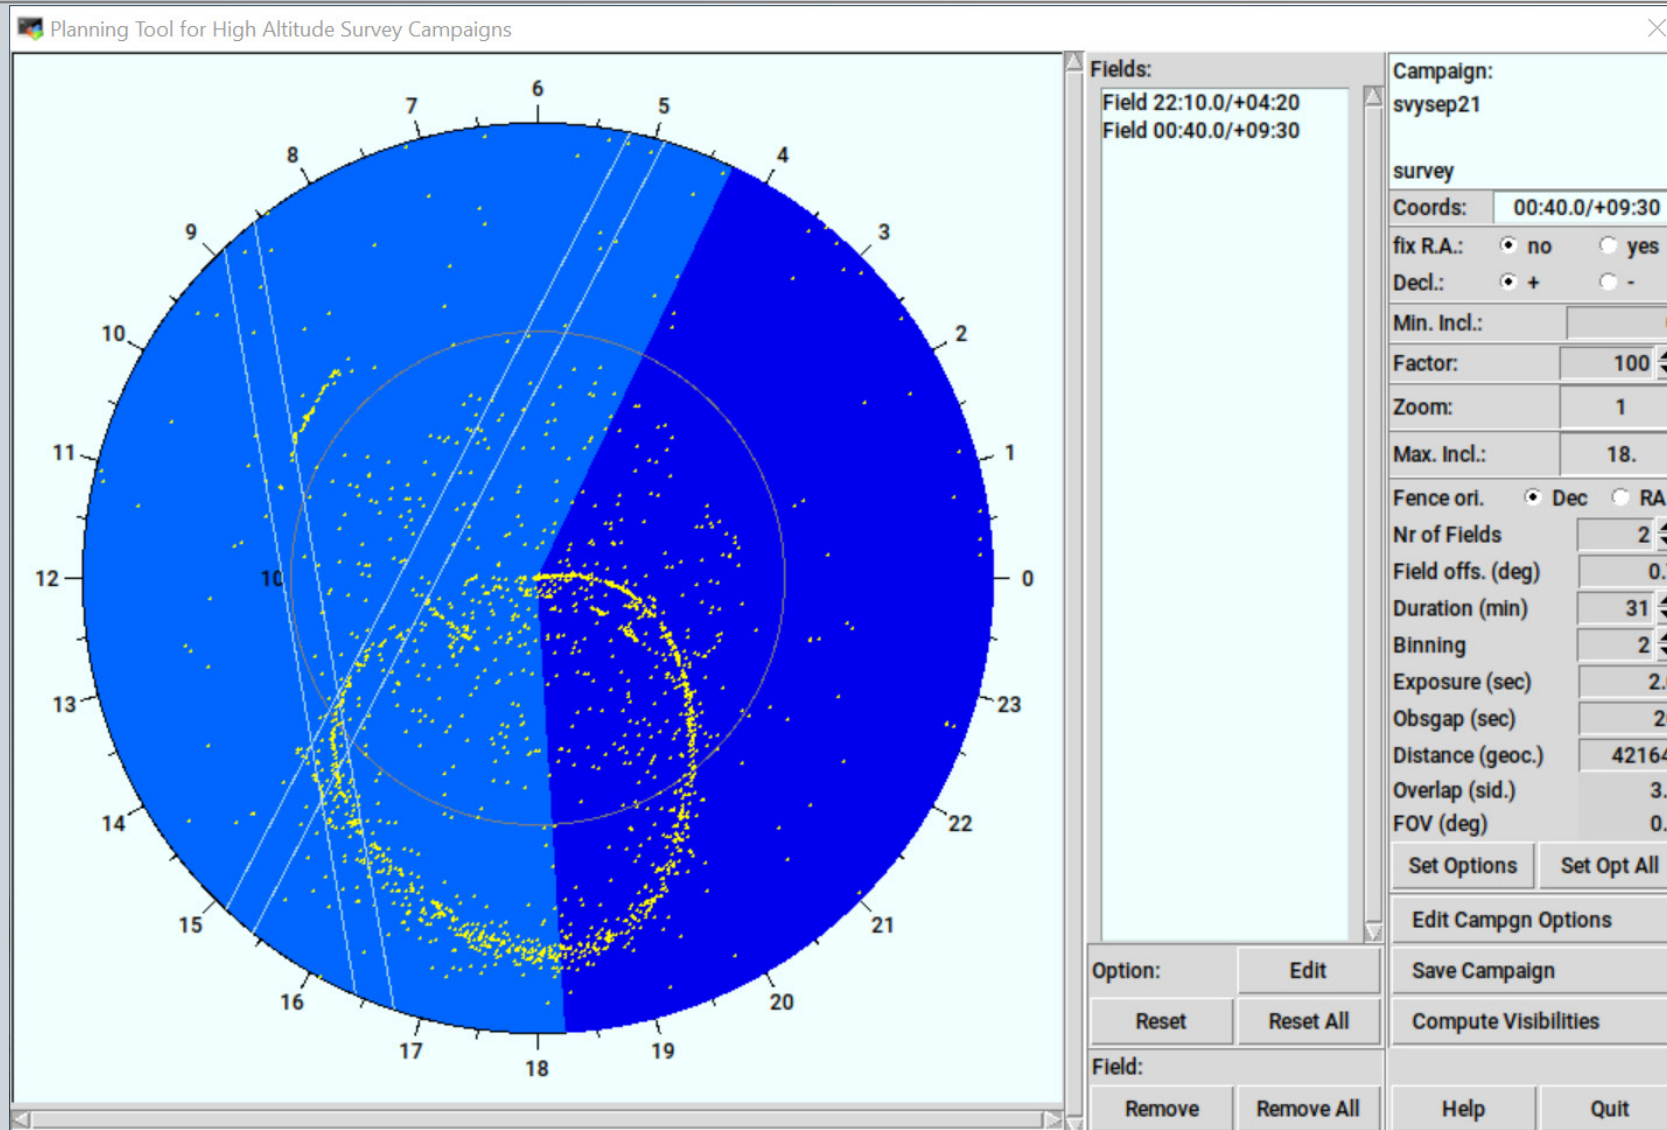 Planning Tool for High Altitude Survey Campaigns
6
7
5
8
4
9
3
10
2
11
1
12
10
0
13
23
14
22
15
21
16
20
17
19
18
Fields:
Field 22:10.0/+04:20
Field 00:40.0/+09:30
Option:
Edit
Reset
Reset All
Field:
Remove
Remove All
Campaign:
svysep21
survey
Coords: 00:40.0/+09:30
fix R.A.: no yes
Decl.: + -
Min. Incl.:
Factor: 100
Zoom: 1
Max. Incl.: 18.
Fence ori. Dec RA
Nr of Fields 2
Field offs. (deg) 0.
Duration (min) 31
Binning 2
Exposure (sec) 2.
Obsgap (sec) 2
Distance (geoc.) 42164
Overlap (sid.) 3.
FOV (deg) 0.
Set Options
Set Opt All
Edit Campgn Options
Save Campaign
Compute Visibilities
Help
Quit